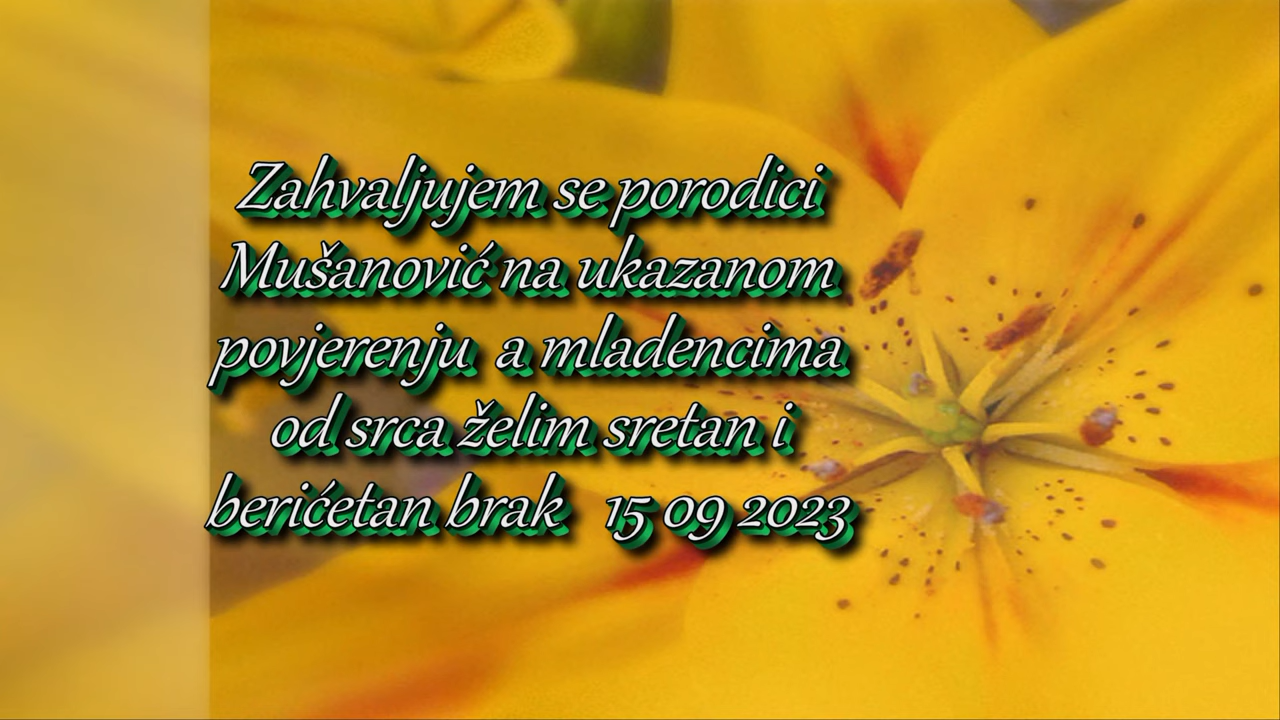 Zahvaljujem se porodici
Mušanović na ukazanom
povjerenju a mladencima
od srca želim sretan i
berićetan brak 15 09 2023